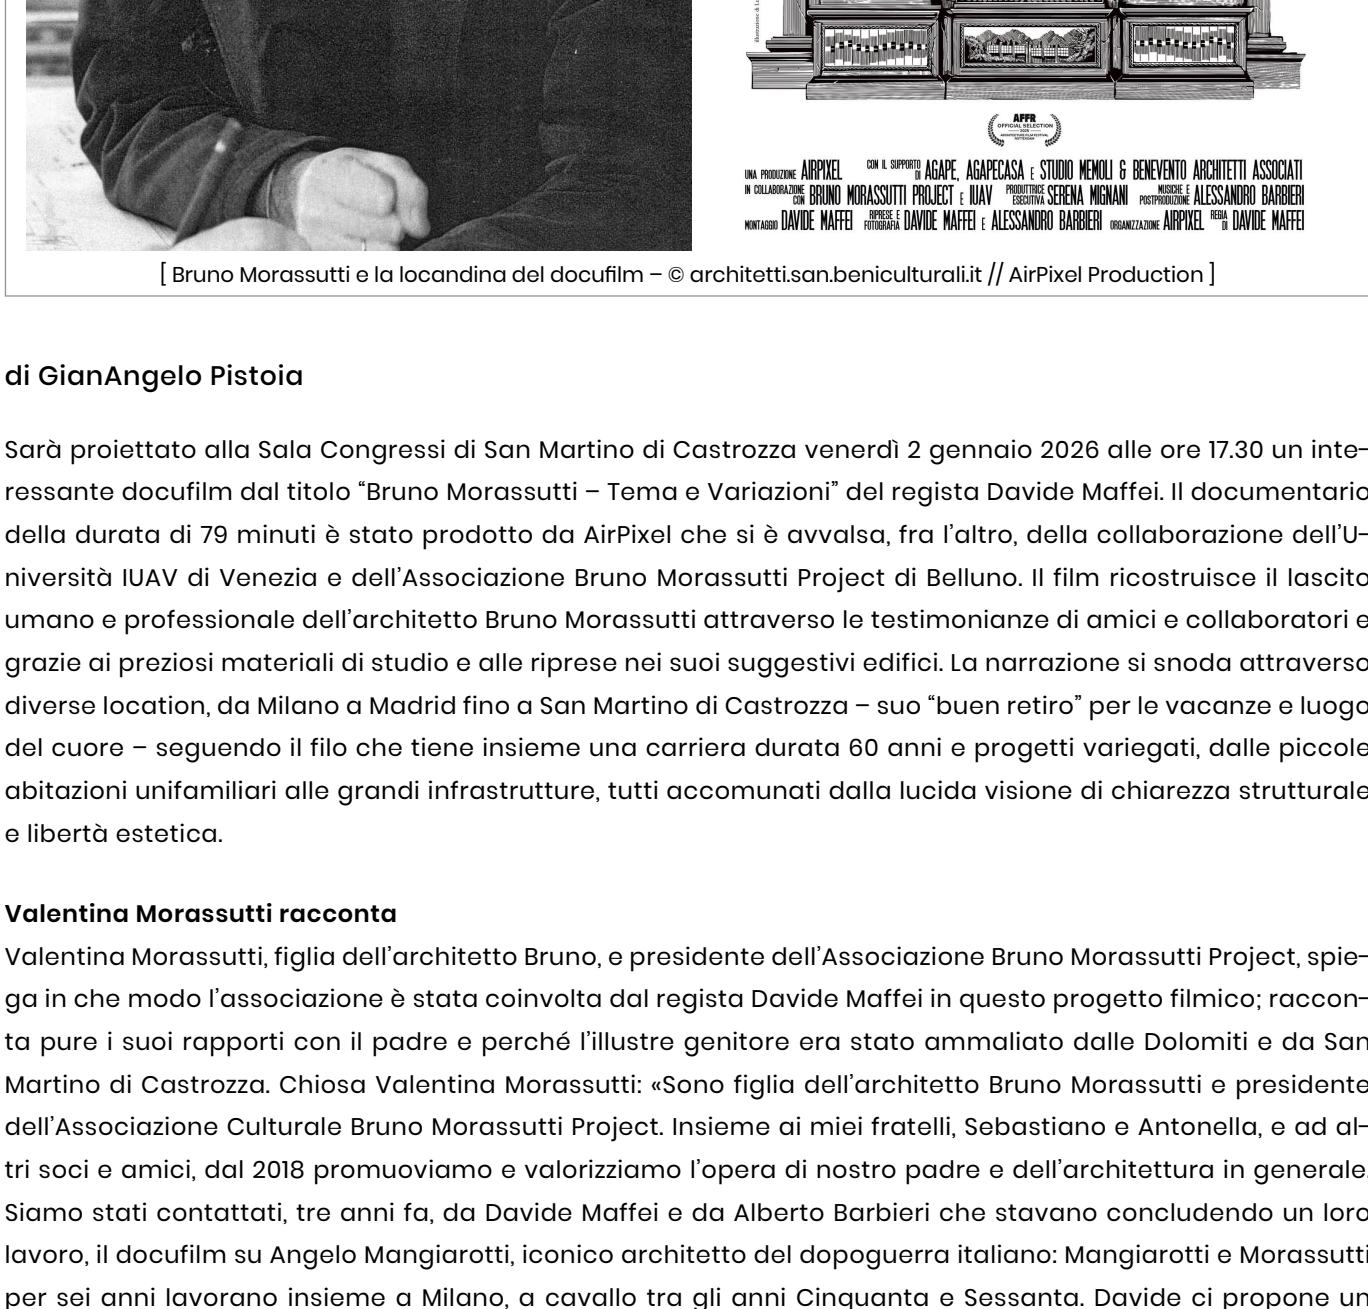 AFFR
OFFICIAL SELECTION
2025
ARCHITECTURE FILM FESTIVAL
ROTTERDAM
UNA PRODUZIONE AIRPIXEL CON IL SUPPORTO DI AGAPE, AGAPECASA E STUDIO MEMOLI & BENEVENTO ARCHITETTI ASSOCIATI
IN COLLABORAZIONE CON BRUNO MORASSUTTI PROJECT E IUAV PRODUTTRICE ESECUTIVA SERENA MIGNANI MUSICHE E POSTPRODUZIONE ALESSANDRO BARBIERI
MONTAGGIO DAVIDE MAFFEI RIPRESE E FOTOGRAFIA DAVIDE MAFFEI E ALESSANDRO BARBIERI ORGANIZZAZIONE AIRPIXEL REGIA DI DAVIDE MAFFEI
[ Bruno Morassutti e la locandina del docufilm – © architetti.san.beniculturali.it // AirPixel Production ]
di GianAngelo Pistoia
Sarà proiettato alla Sala Congressi di San Martino di Castrozza venerdì 2 gennaio 2026 alle ore 17.30 un inte-
ressante docufilm dal titolo “Bruno Morassutti – Tema e Variazioni” del regista Davide Maffei. Il documentario
della durata di 79 minuti è stato prodotto da AirPixel che si è avvalsa, fra l’altro, della collaborazione dell’U-
niversità IUAV di Venezia e dell’Associazione Bruno Morassutti Project di Belluno. Il film ricostruisce il lascito
umano e professionale dell’architetto Bruno Morassutti attraverso le testimonianze di amici e collaboratori e
grazie ai preziosi materiali di studio e alle riprese nei suoi suggestivi edifici. La narrazione si snoda attraverso
diverse location, da Milano a Madrid fino a San Martino di Castrozza – suo “buen retiro” per le vacanze e luogo
del cuore – seguendo il filo che tiene insieme una carriera durata 60 anni e progetti variegati, dalle piccole
abitazioni unifamiliari alle grandi infrastrutture, tutti accomunati dalla lucida visione di chiarezza strutturale
e libertà estetica.
Valentina Morassutti racconta
Valentina Morassutti, figlia dell’architetto Bruno, e presidente dell’Associazione Bruno Morassutti Project, spie-
ga in che modo l’associazione è stata coinvolta dal regista Davide Maffei in questo progetto filmico; raccon-
ta pure i suoi rapporti con il padre e perché l’illustre genitore era stato ammaliato dalle Dolomiti e da San
Martino di Castrozza. Chiosa Valentina Morassutti: «Sono figlia dell’architetto Bruno Morassutti e presidente
dell’Associazione Culturale Bruno Morassutti Project. Insieme ai miei fratelli, Sebastiano e Antonella, e ad al-
tri soci e amici, dal 2018 promuoviamo e valorizziamo l’opera di nostro padre e dell’architettura in generale.
Siamo stati contattati, tre anni fa, da Davide Maffei e da Alberto Barbieri che stavano concludendo un loro
lavoro, il docufilm su Angelo Mangiarotti, iconico architetto del dopoguerra italiano: Mangiarotti e Morassutti
per sei anni lavorano insieme a Milano, a cavallo tra gli anni Cinquanta e Sessanta. Davide ci propone un